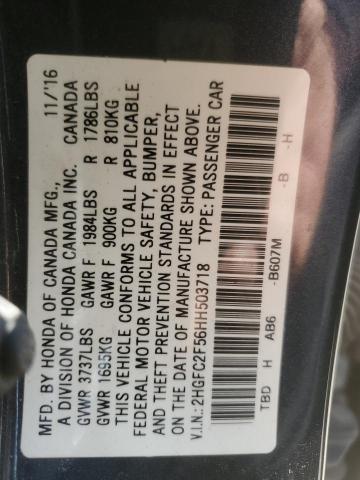 MFD. BY HONDA OF CANADA MFG., 11/'16
A DIVISION OF HONDA CANADA INC. CANADA
GVWR 3737LBS GAWR F 1984LBS R 1786LBS
GVWR 1695KG GAWR F 900KG R 810KG
THIS VEHICLE CONFORMS TO ALL APPLICABLE
FEDERAL MOTOR VEHICLE SAFETY, BUMPER,
AND THEFT PREVENTION STANDARDS IN EFFECT
ON THE DATE OF MANUFACTURE SHOWN ABOVE.
V.I.N.: 2HGFC2F56HH503718 TYPE: PASSENGER CAR
TBD H AB6 -B607M -B -H